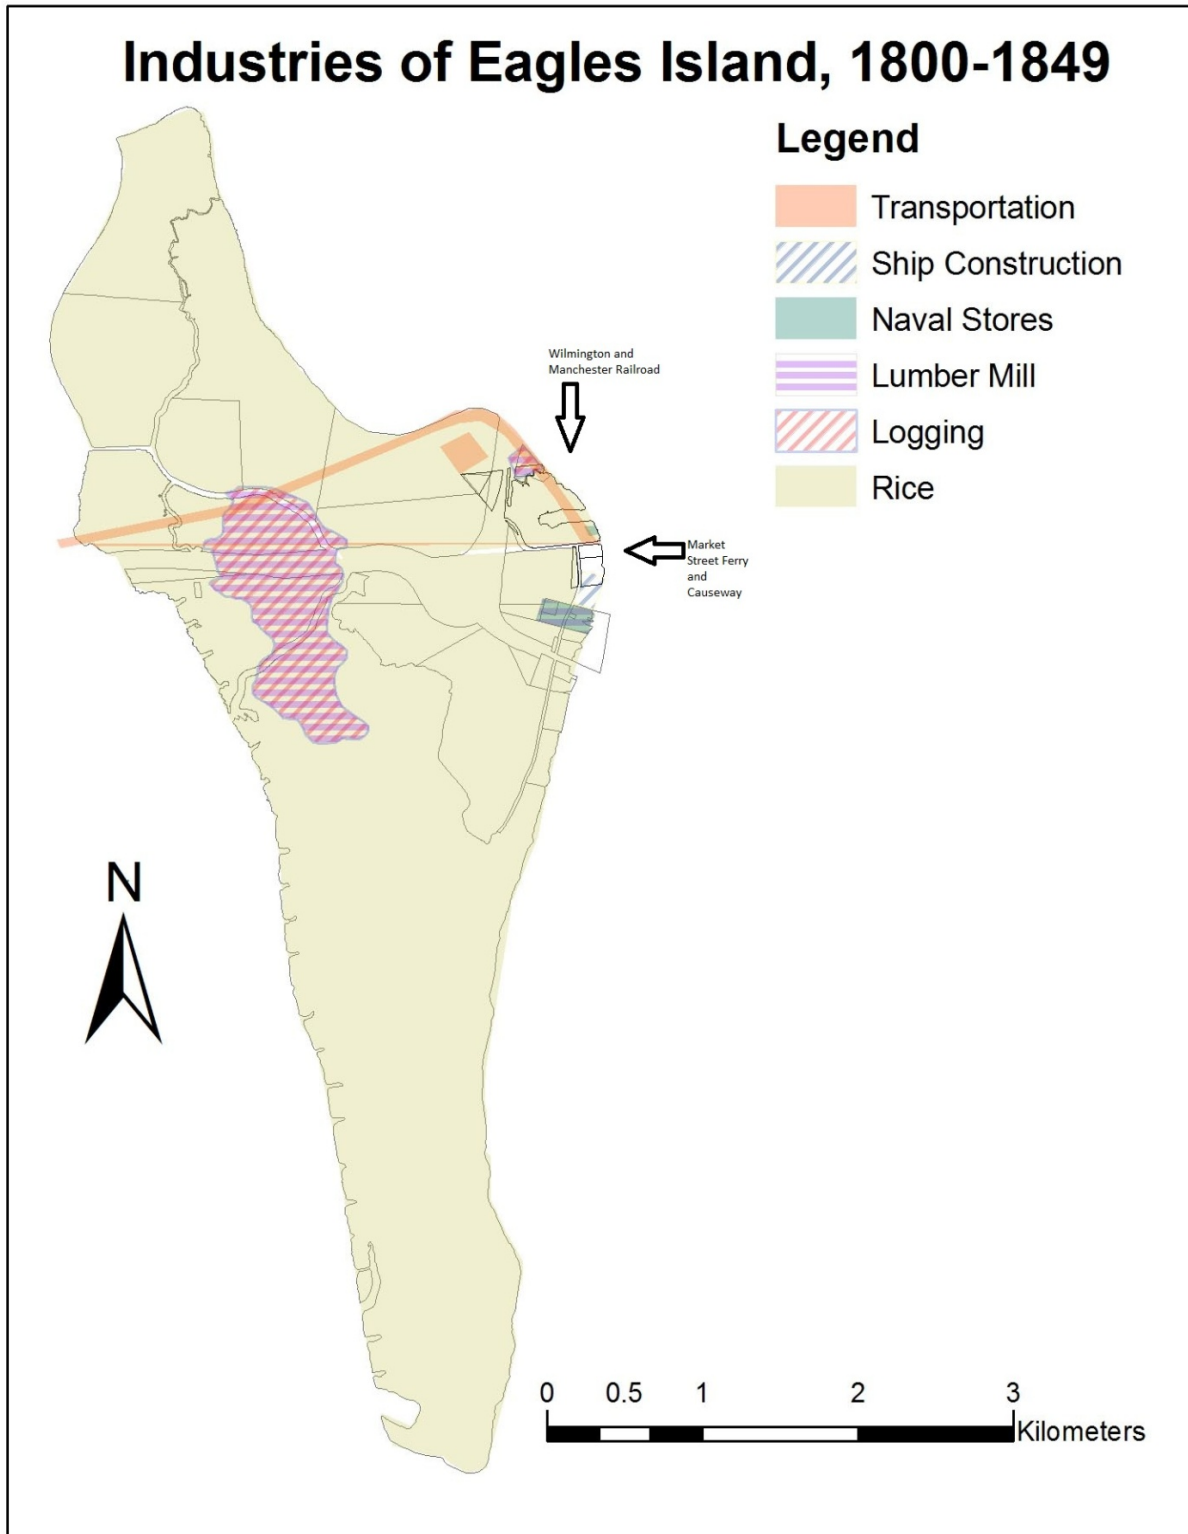 Industries of Eagles Island, 1800-1849
Legend
Transportation
Ship Construction
Naval Stores
Lumber Mill
Logging
Rice
Wilmington and
Manchester Railroad
Market
Street Ferry
and
Causeway
N
0 0.5 1 2 3
Kilometers